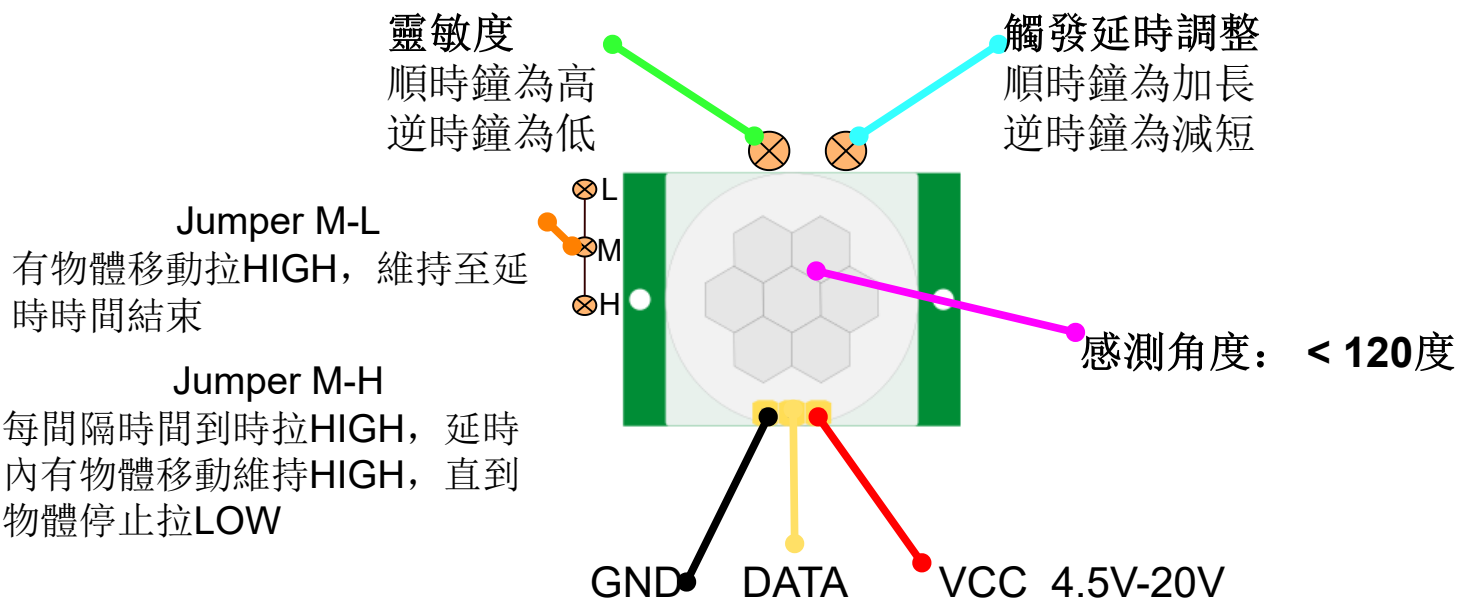 靈敏度
順時鐘為高
逆時鐘為低
觸發延時調整
順時鐘為加長
逆時鐘為減短
L
M
H
Jumper M-L
有物體移動拉HIGH，維持至延
時時間結束
Jumper M-H
每間隔時間到時拉HIGH，延時
內有物體移動維持HIGH，直到
物體停止拉LOW
感測角度： < 120度
GND DATA VCC 4.5V-20V